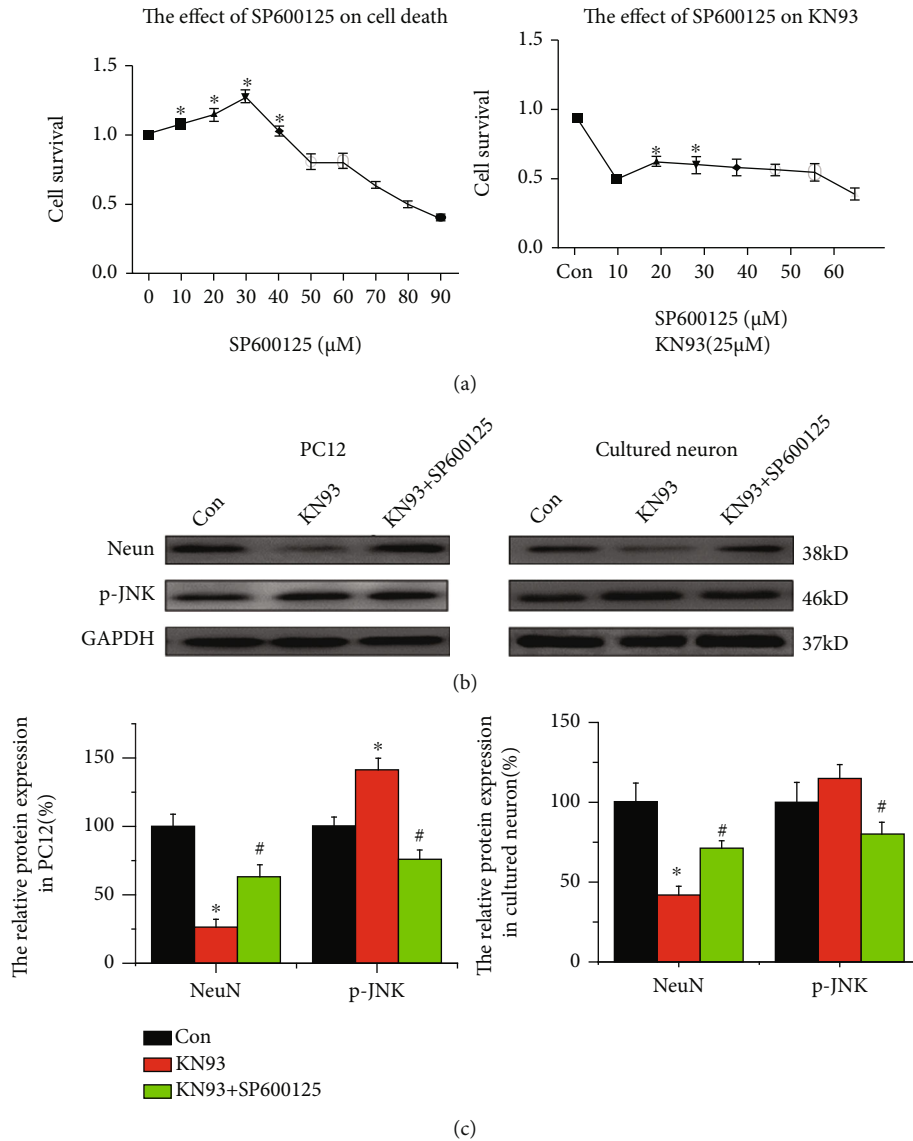 The effect of SP600125 on cell death
Cell survival
1.5
1.0
0.5
0.0
* * * *
0 10 20 30 40 50 60 70 80 90
SP600125 (μM)
The effect of SP600125 on KN93
Cell survival
1.5
1.0
0.5
0.0
* *
Con 10 20 30 40 50 60
SP600125 (μM)
KN93(25μM)
(a)
PC12
Con KN93 KN93+SP600125
Cultured neuron
Con KN93 KN93+SP600125
Neun
38kD
p-JNK
46kD
GAPDH
37kD
(b)
The relative protein expression
in PC12(%)
150
100
50
0
* # * #
NeuN p-JNK
The relative protein expression
in cultured neuron(%)
150
100
50
0
* # #
NeuN p-JNK
Con
KN93
KN93+SP600125
(c)